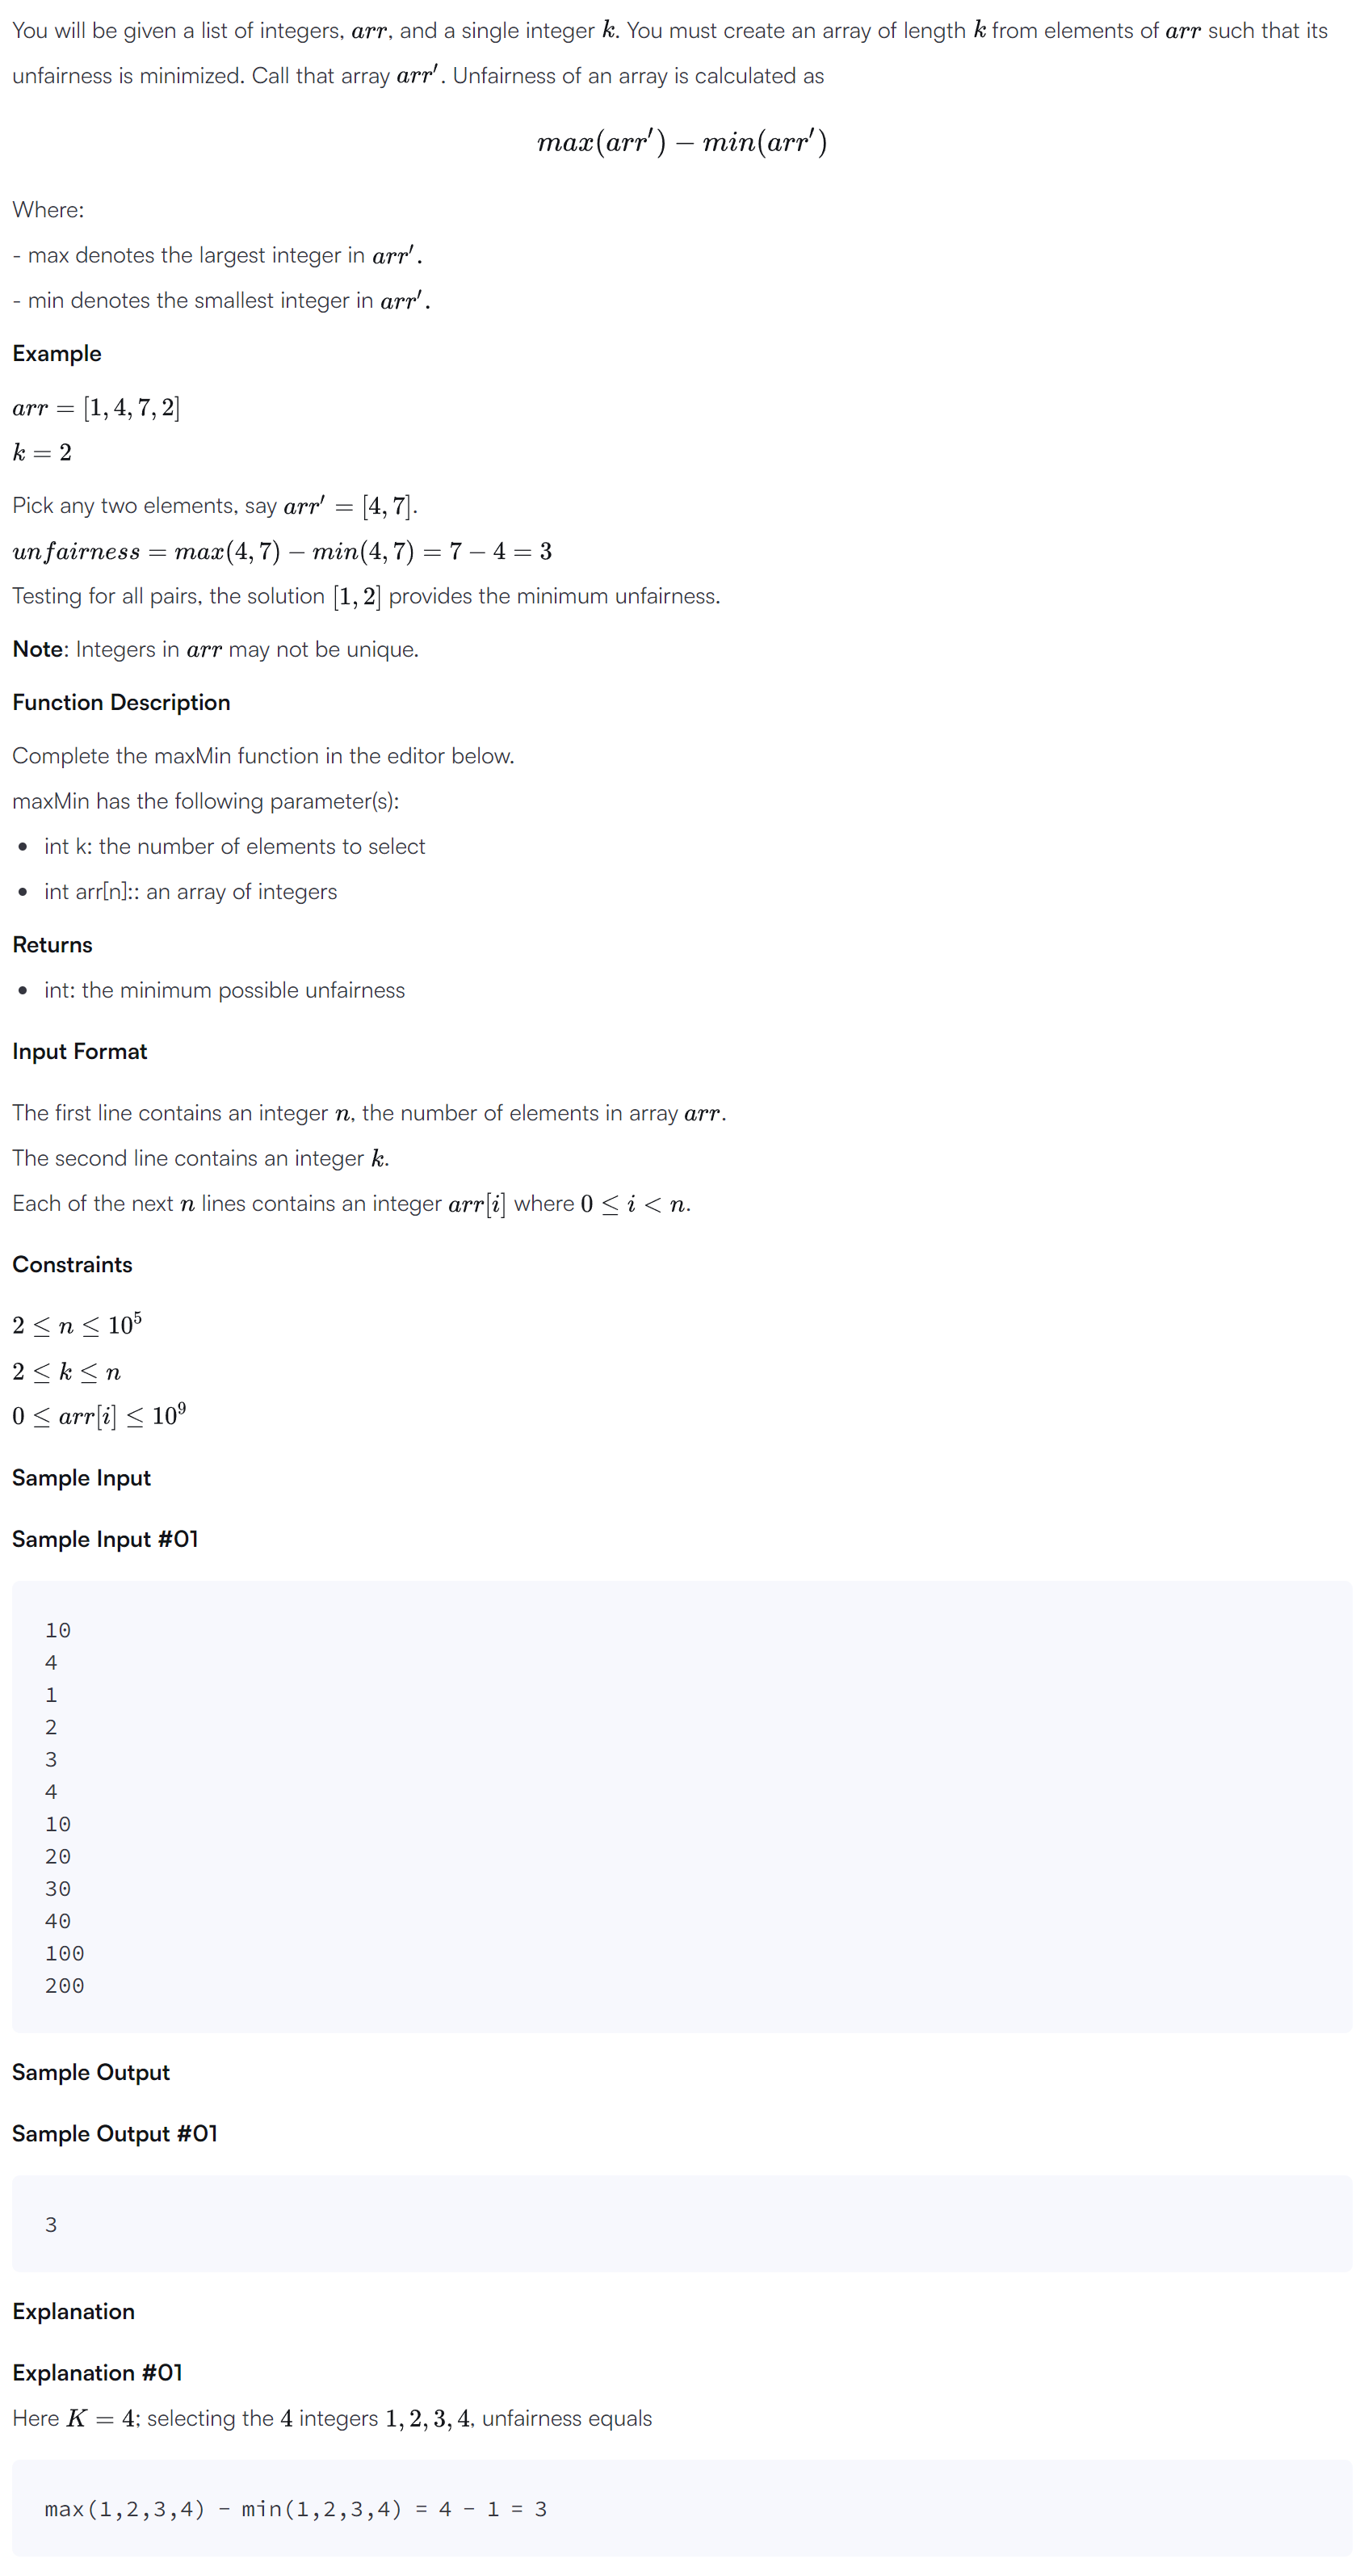 You will be given a list of integers, arr, and a single integer k. You must create an array of length k from elements of arr such that its
unfairness is minimized. Call that array arr′. Unfairness of an array is calculated as
max(arr′) − min(arr′)
Where:
- max denotes the largest integer in arr′.
- min denotes the smallest integer in arr′.
Example
arr = [1, 4, 7, 2]
k = 2
Pick any two elements, say arr′ = [4, 7].
unfairness = max(4, 7) − min(4, 7) = 7 − 4 = 3
Testing for all pairs, the solution [1, 2] provides the minimum unfairness.
Note: Integers in arr may not be unique.
Function Description
Complete the maxMin function in the editor below.
maxMin has the following parameter(s):
• int k: the number of elements to select
• int arr[n]:: an array of integers
Returns
• int: the minimum possible unfairness
Input Format
The first line contains an integer n, the number of elements in array arr.
The second line contains an integer k.
Each of the next n lines contains an integer arr[i] where 0 ≤ i < n.
Constraints
2 ≤ n ≤ 10⁵
2 ≤ k ≤ n
0 ≤ arr[i] ≤ 10⁹
Sample Input
Sample Input #01
10
4
1
2
3
4
10
20
30
40
100
200
Sample Output
Sample Output #01
3
Explanation
Explanation #01
Here K = 4; selecting the 4 integers 1, 2, 3, 4, unfairness equals
max(1,2,3,4) - min(1,2,3,4) = 4 - 1 = 3